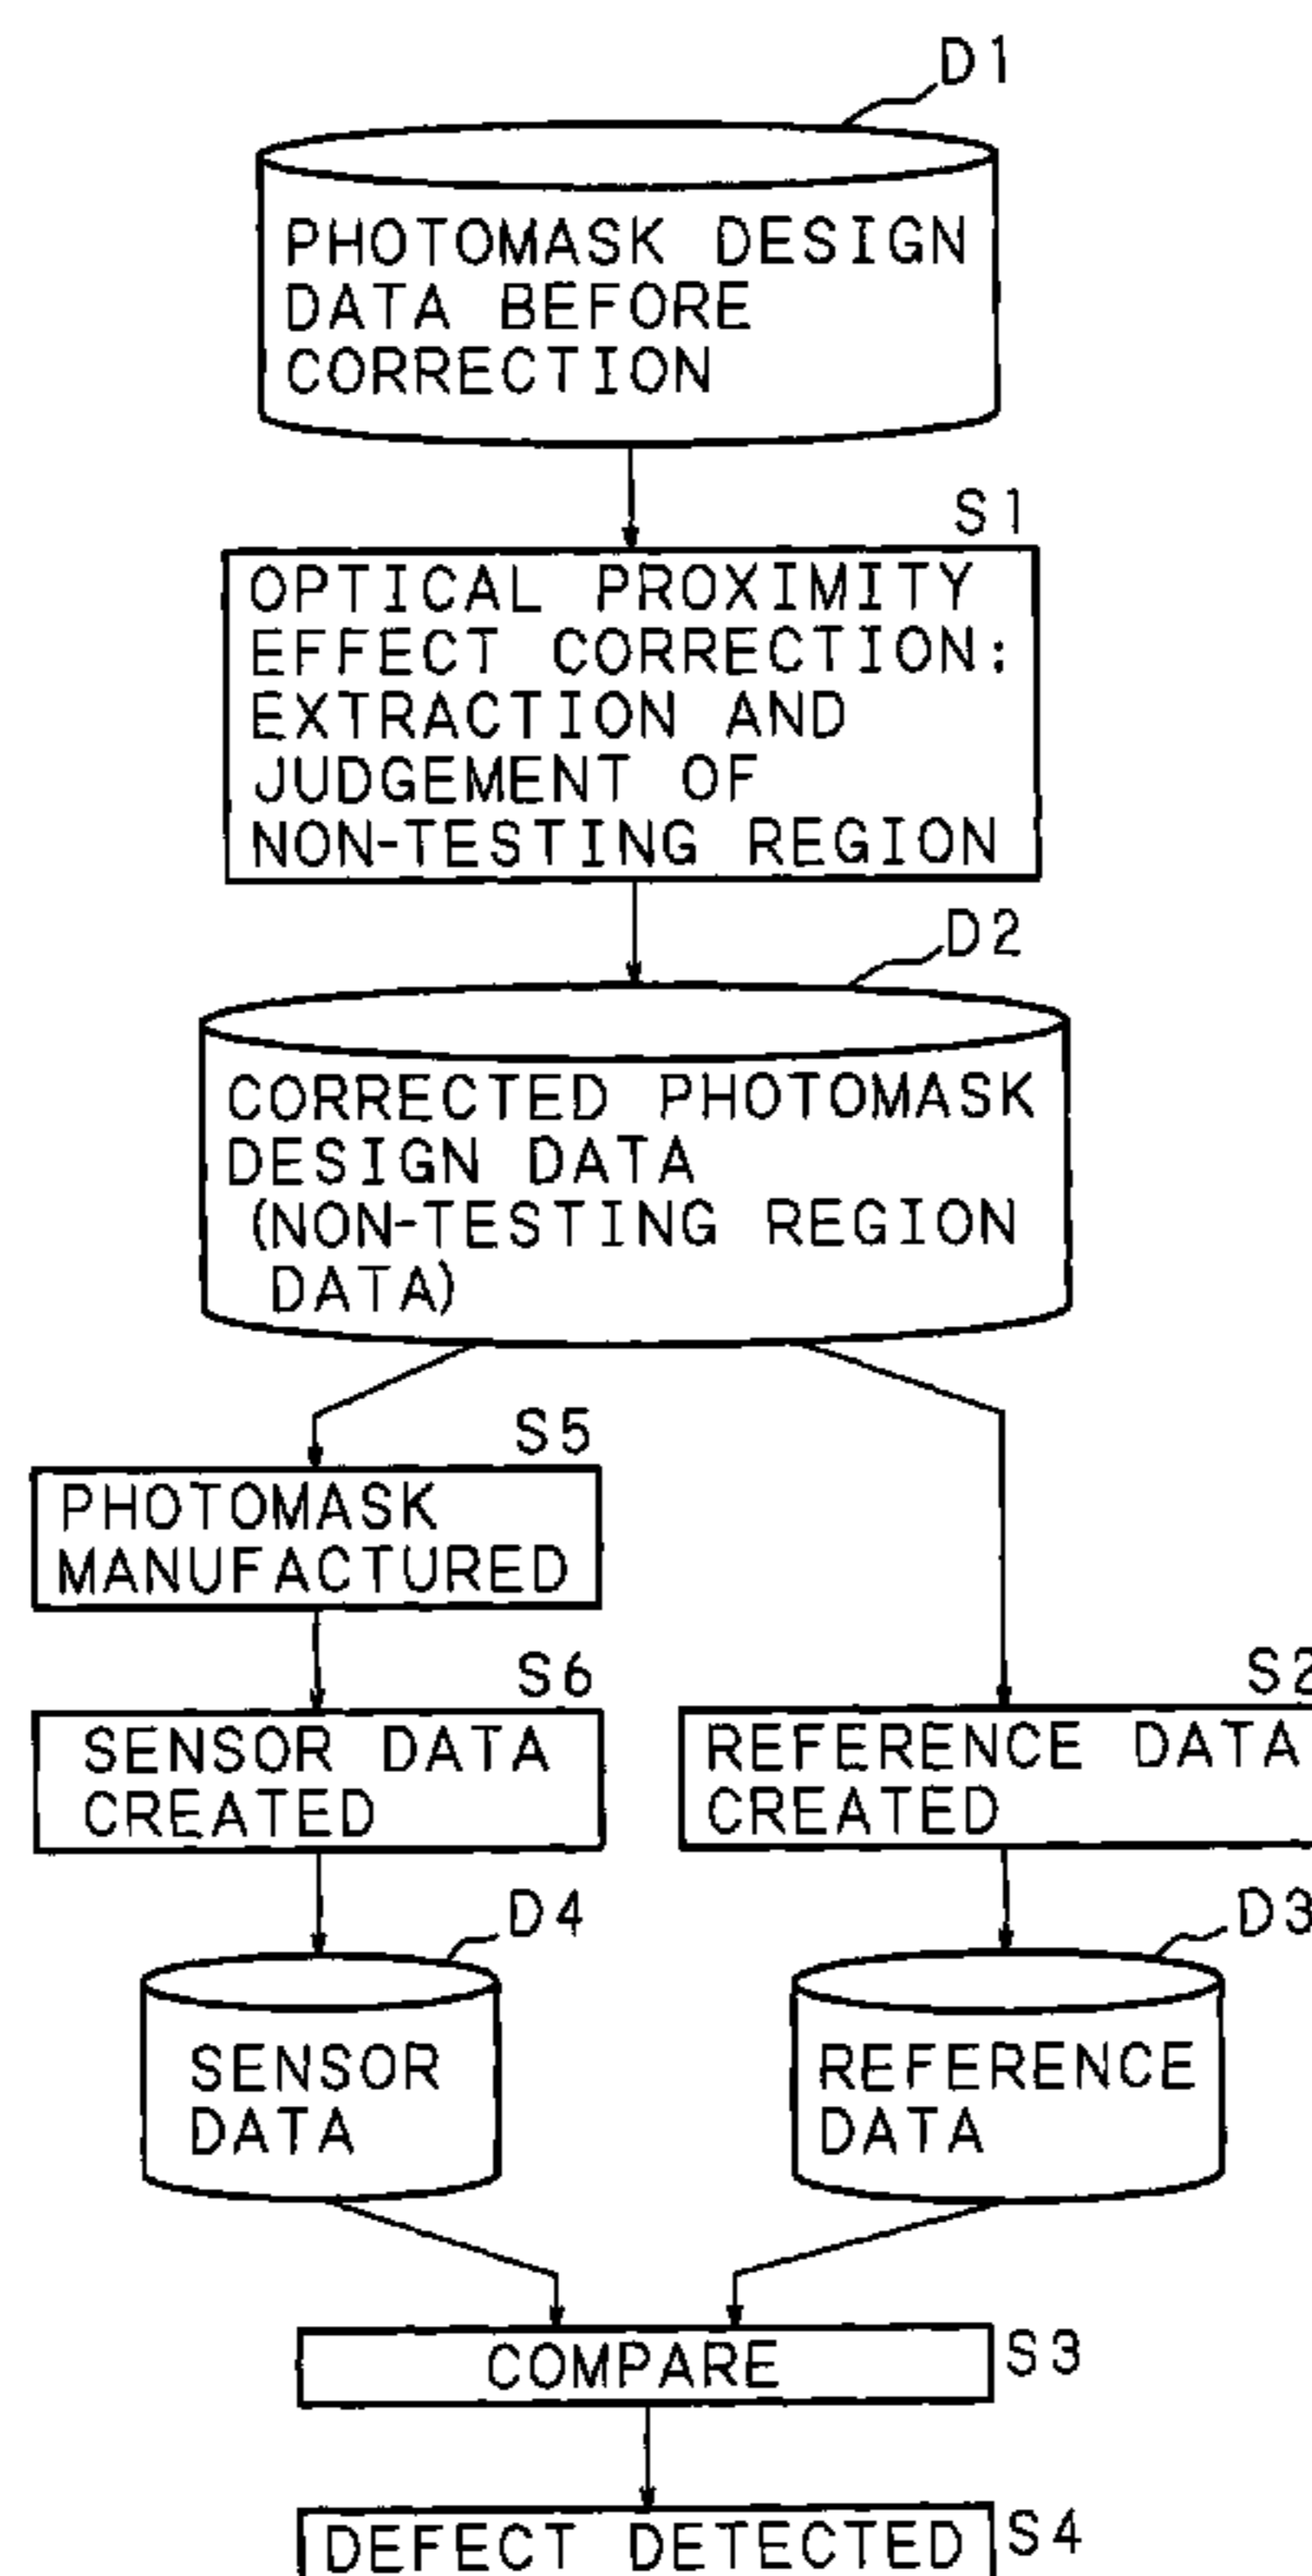 D1
PHOTOMASK DESIGN
DATA BEFORE
CORRECTION
S1
OPTICAL PROXIMITY
EFFECT CORRECTION:
EXTRACTION AND
JUDGEMENT OF
NON-TESTING REGION
D2
CORRECTED PHOTOMASK
DESIGN DATA
(NON-TESTING REGION
DATA)
S5
PHOTOMASK
MANUFACTURED
S6
SENSOR DATA
CREATED
S2
REFERENCE DATA
CREATED
D4
SENSOR
DATA
D3
REFERENCE
DATA
COMPARE
S3
DEFECT DETECTED
S4